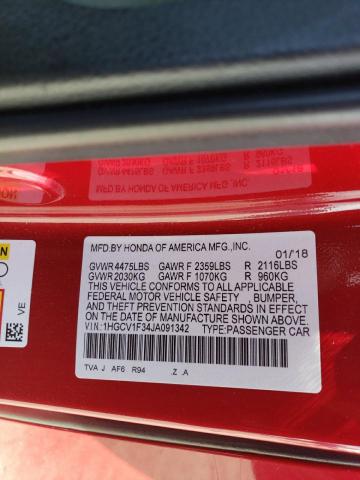 MFD.BY HONDA OF AMERICA MFG.,INC. 01/'18
GVWR 4475LBS GAWR F 2359LBS R 2116LBS
GVWR 2030KG GAWR F 1070KG R 960KG
THIS VEHICLE CONFORMS TO ALL APPLICABLE
FEDERAL MOTOR VEHICLE SAFETY , BUMPER,
AND THEFT PREVENTION STANDARDS IN EFFECT
ON THE DATE OF MANUFACTURE SHOWN ABOVE.
VIN:1HGCV1F34JA091342 TYPE:PASSENGER CAR
TVA J AF6 R94 .Z .A
VE